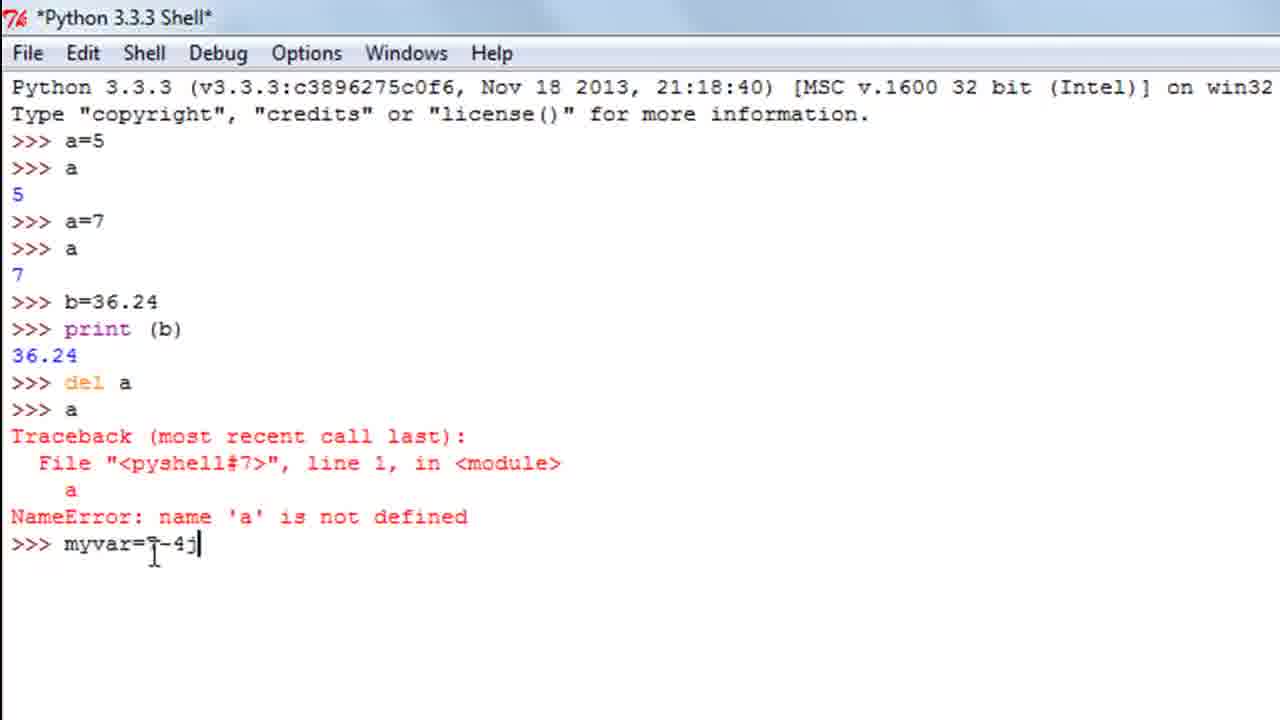 *Python 3.3.3 Shell*
File Edit Shell Debug Options Windows Help
Python 3.3.3 (v3.3.3:c3896275c0f6, Nov 18 2013, 21:18:40) [MSC v.1600 32 bit (Intel)] on win32
Type "copyright", "credits" or "license()" for more information.
>>> a=5
>>> a
5
>>> a=7
>>> a
7
>>> b=36.24
>>> print (b)
36.24
>>> del a
>>> a
Traceback (most recent call last):
  File "<pyshell#7>", line 1, in <module>
    a
NameError: name 'a' is not defined
>>> myvar=7-4j